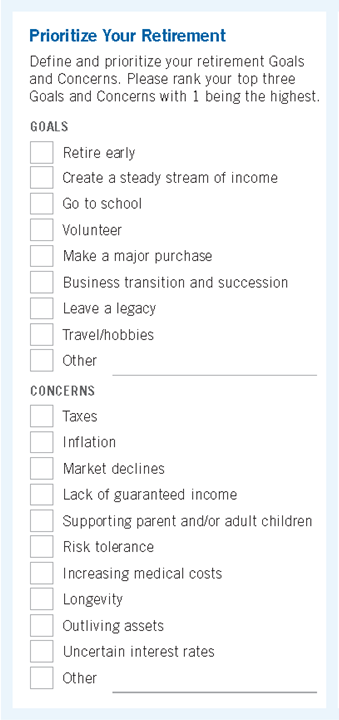 Prioritize Your Retirement
Define and prioritize your retirement Goals
and Concerns. Please rank your top three
Goals and Concerns with 1 being the highest.
GOALS
Retire early
Create a steady stream of income
Go to school
Volunteer
Make a major purchase
Business transition and succession
Leave a legacy
Travel/hobbies
Other
CONCERNS
Taxes
Inflation
Market declines
Lack of guaranteed income
Supporting parent and/or adult children
Risk tolerance
Increasing medical costs
Longevity
Outliving assets
Uncertain interest rates
Other